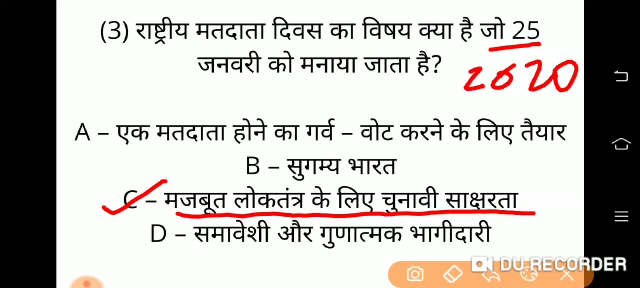 (3) राष्ट्रीय मतदाता दिवस का विषय क्या है जो 25
जनवरी को मनाया जाता है?
2020
A – एक मतदाता होने का गर्व – वोट करने के लिए तैयार
B – सुगम्य भारत
C – मजबूत लोकतंत्र के लिए चुनावी साक्षरता
D – समावेशी और गुणात्मक भागीदारी
DU RECORDER